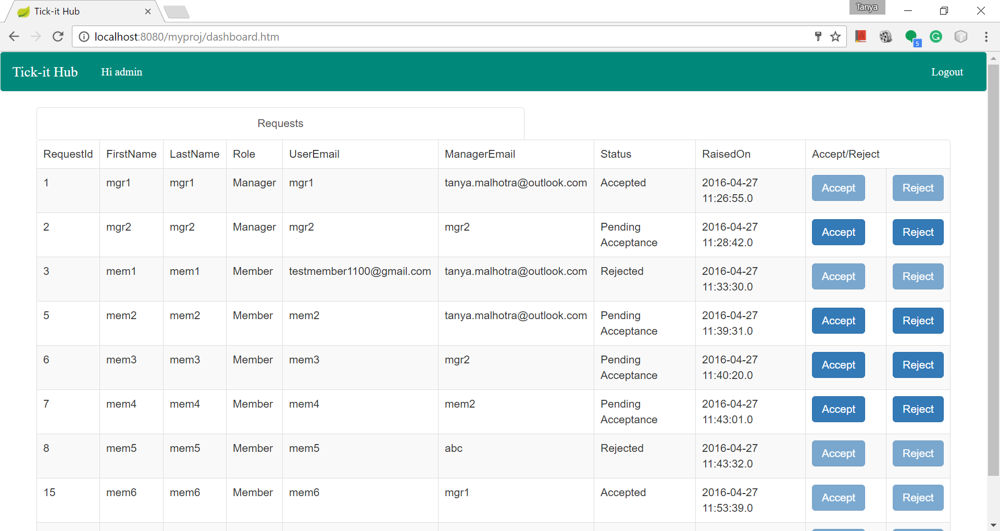 Tick-it Hub
Tanya
localhost:8080/myproj/dashboard.htm
5
Tick-it Hub Hi admin Logout
Requests
RequestId FirstName LastName Role UserEmail ManagerEmail Status RaisedOn Accept/Reject
1 mgr1 mgr1 Manager mgr1 tanya.malhotra@outlook.com Accepted 2016-04-27 Accept Reject
11:26:55.0
2 mgr2 mgr2 Manager mgr2 mgr2 Pending 2016-04-27 Accept Reject
Acceptance 11:28:42.0
3 mem1 mem1 Member testmember1100@gmail.com tanya.malhotra@outlook.com Rejected 2016-04-27 Accept Reject
11:33:30.0
5 mem2 mem2 Member mem2 tanya.malhotra@outlook.com Pending 2016-04-27 Accept Reject
Acceptance 11:39:31.0
6 mem3 mem3 Member mem3 mgr2 Pending 2016-04-27 Accept Reject
Acceptance 11:40:20.0
7 mem4 mem4 Member mem4 mem2 Pending 2016-04-27 Accept Reject
Acceptance 11:43:01.0
8 mem5 mem5 Member mem5 abc Rejected 2016-04-27 Accept Reject
11:43:32.0
15 mem6 mem6 Member mem6 mgr1 Accepted 2016-04-27 Accept Reject
11:53:39.0